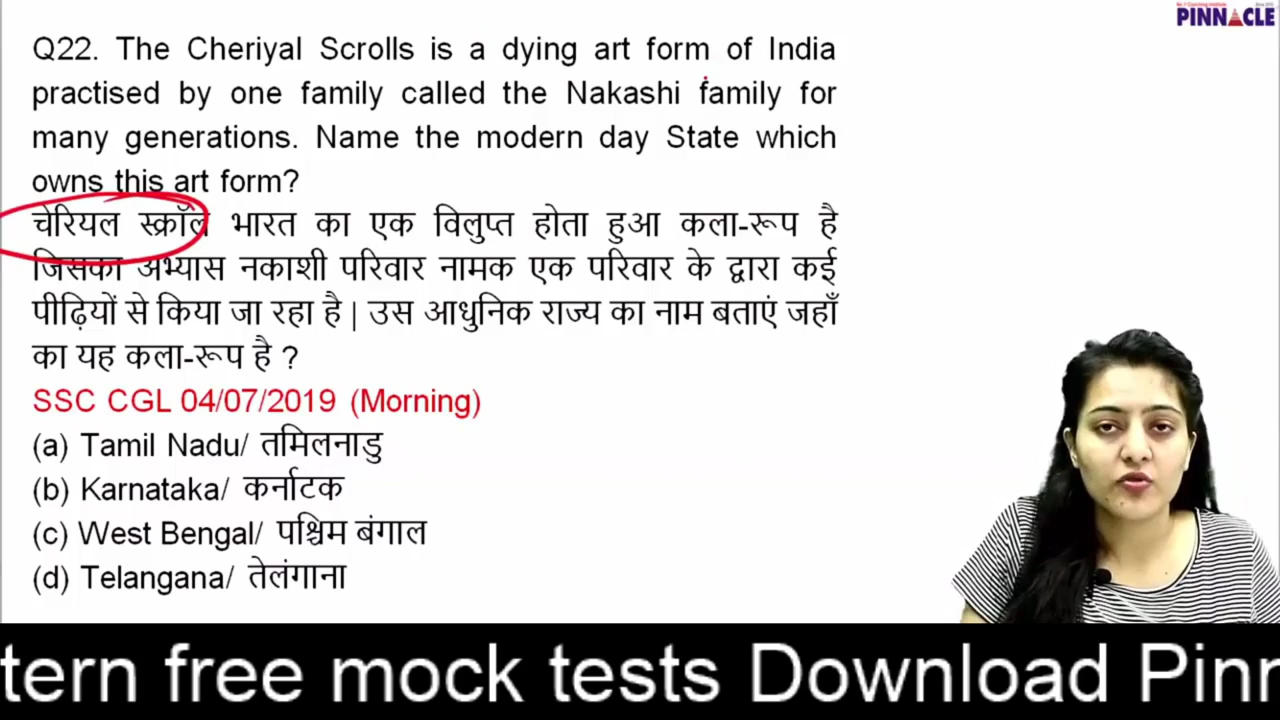 PINNACLE
Q22. The Cheriyal Scrolls is a dying art form of India
practised by one family called the Nakashi family for
many generations. Name the modern day State which
owns this art form?
चेरियल स्क्रॉल भारत का एक विलुप्त होता हुआ कला-रूप है
जिसका अभ्यास नकाशी परिवार नामक एक परिवार के द्वारा कई
पीढ़ियों से किया जा रहा है | उस आधुनिक राज्य का नाम बताएं जहाँ
का यह कला-रूप है ?
SSC CGL 04/07/2019 (Morning)
(a) Tamil Nadu/ तमिलनाडु
(b) Karnataka/ कर्नाटक
(c) West Bengal/ पश्चिम बंगाल
(d) Telangana/ तेलंगाना
tern free mock tests Download Pinn